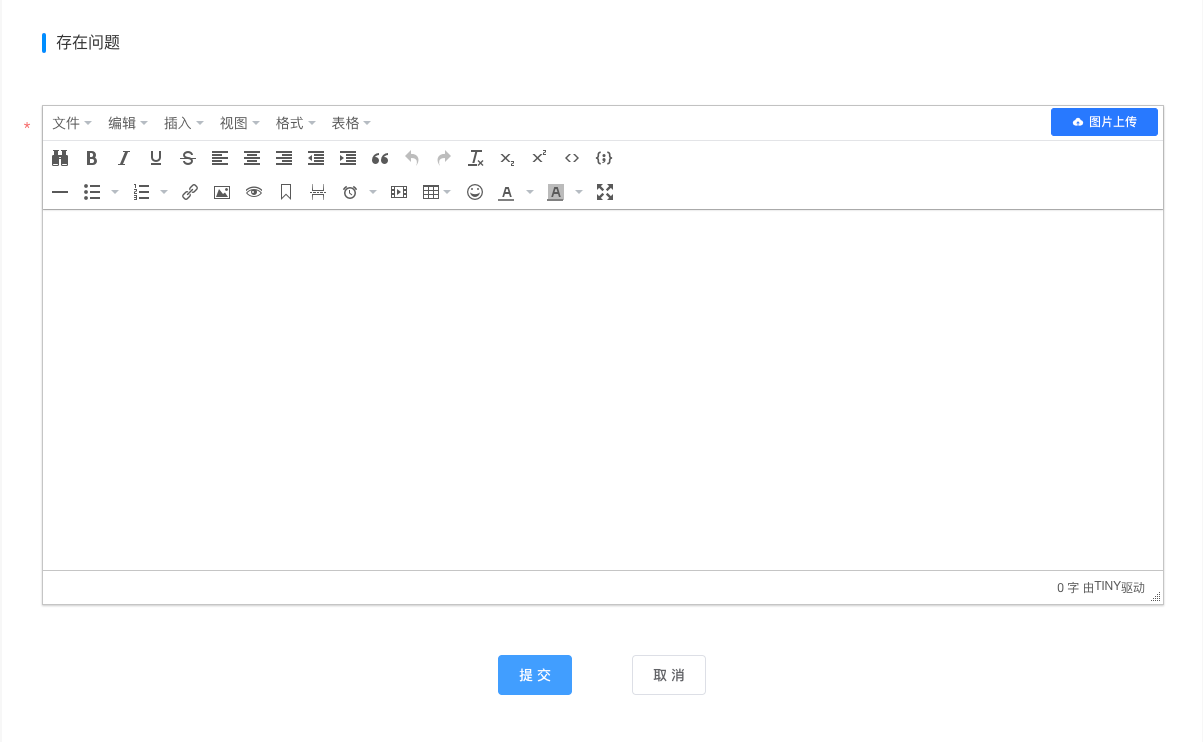 存在问题
* 文件 编辑 插入 视图 格式 表格 图片上传
0 字 由TINY驱动
提 交 取 消